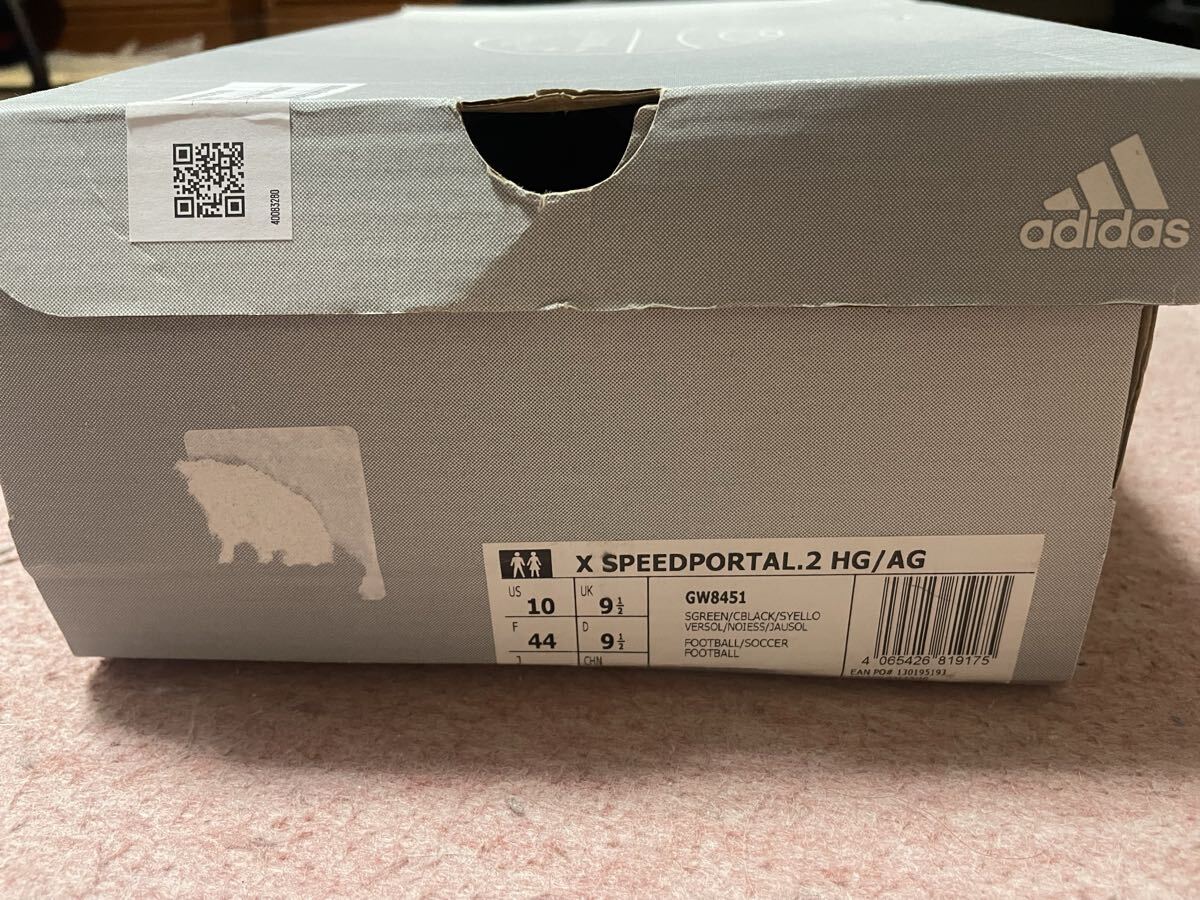 40083280
adidas
X SPEEDPORTAL.2 HG/AG
US 10 UK 9½
F 44 D 9½
J CHN
GW8451
SGREEN/CBLACK/SYELLO
VERSOL/NOIESS/JAUSOL
FOOTBALL/SOCCER
FOOTBALL
4 065426 819175
EAN PO# 130195193